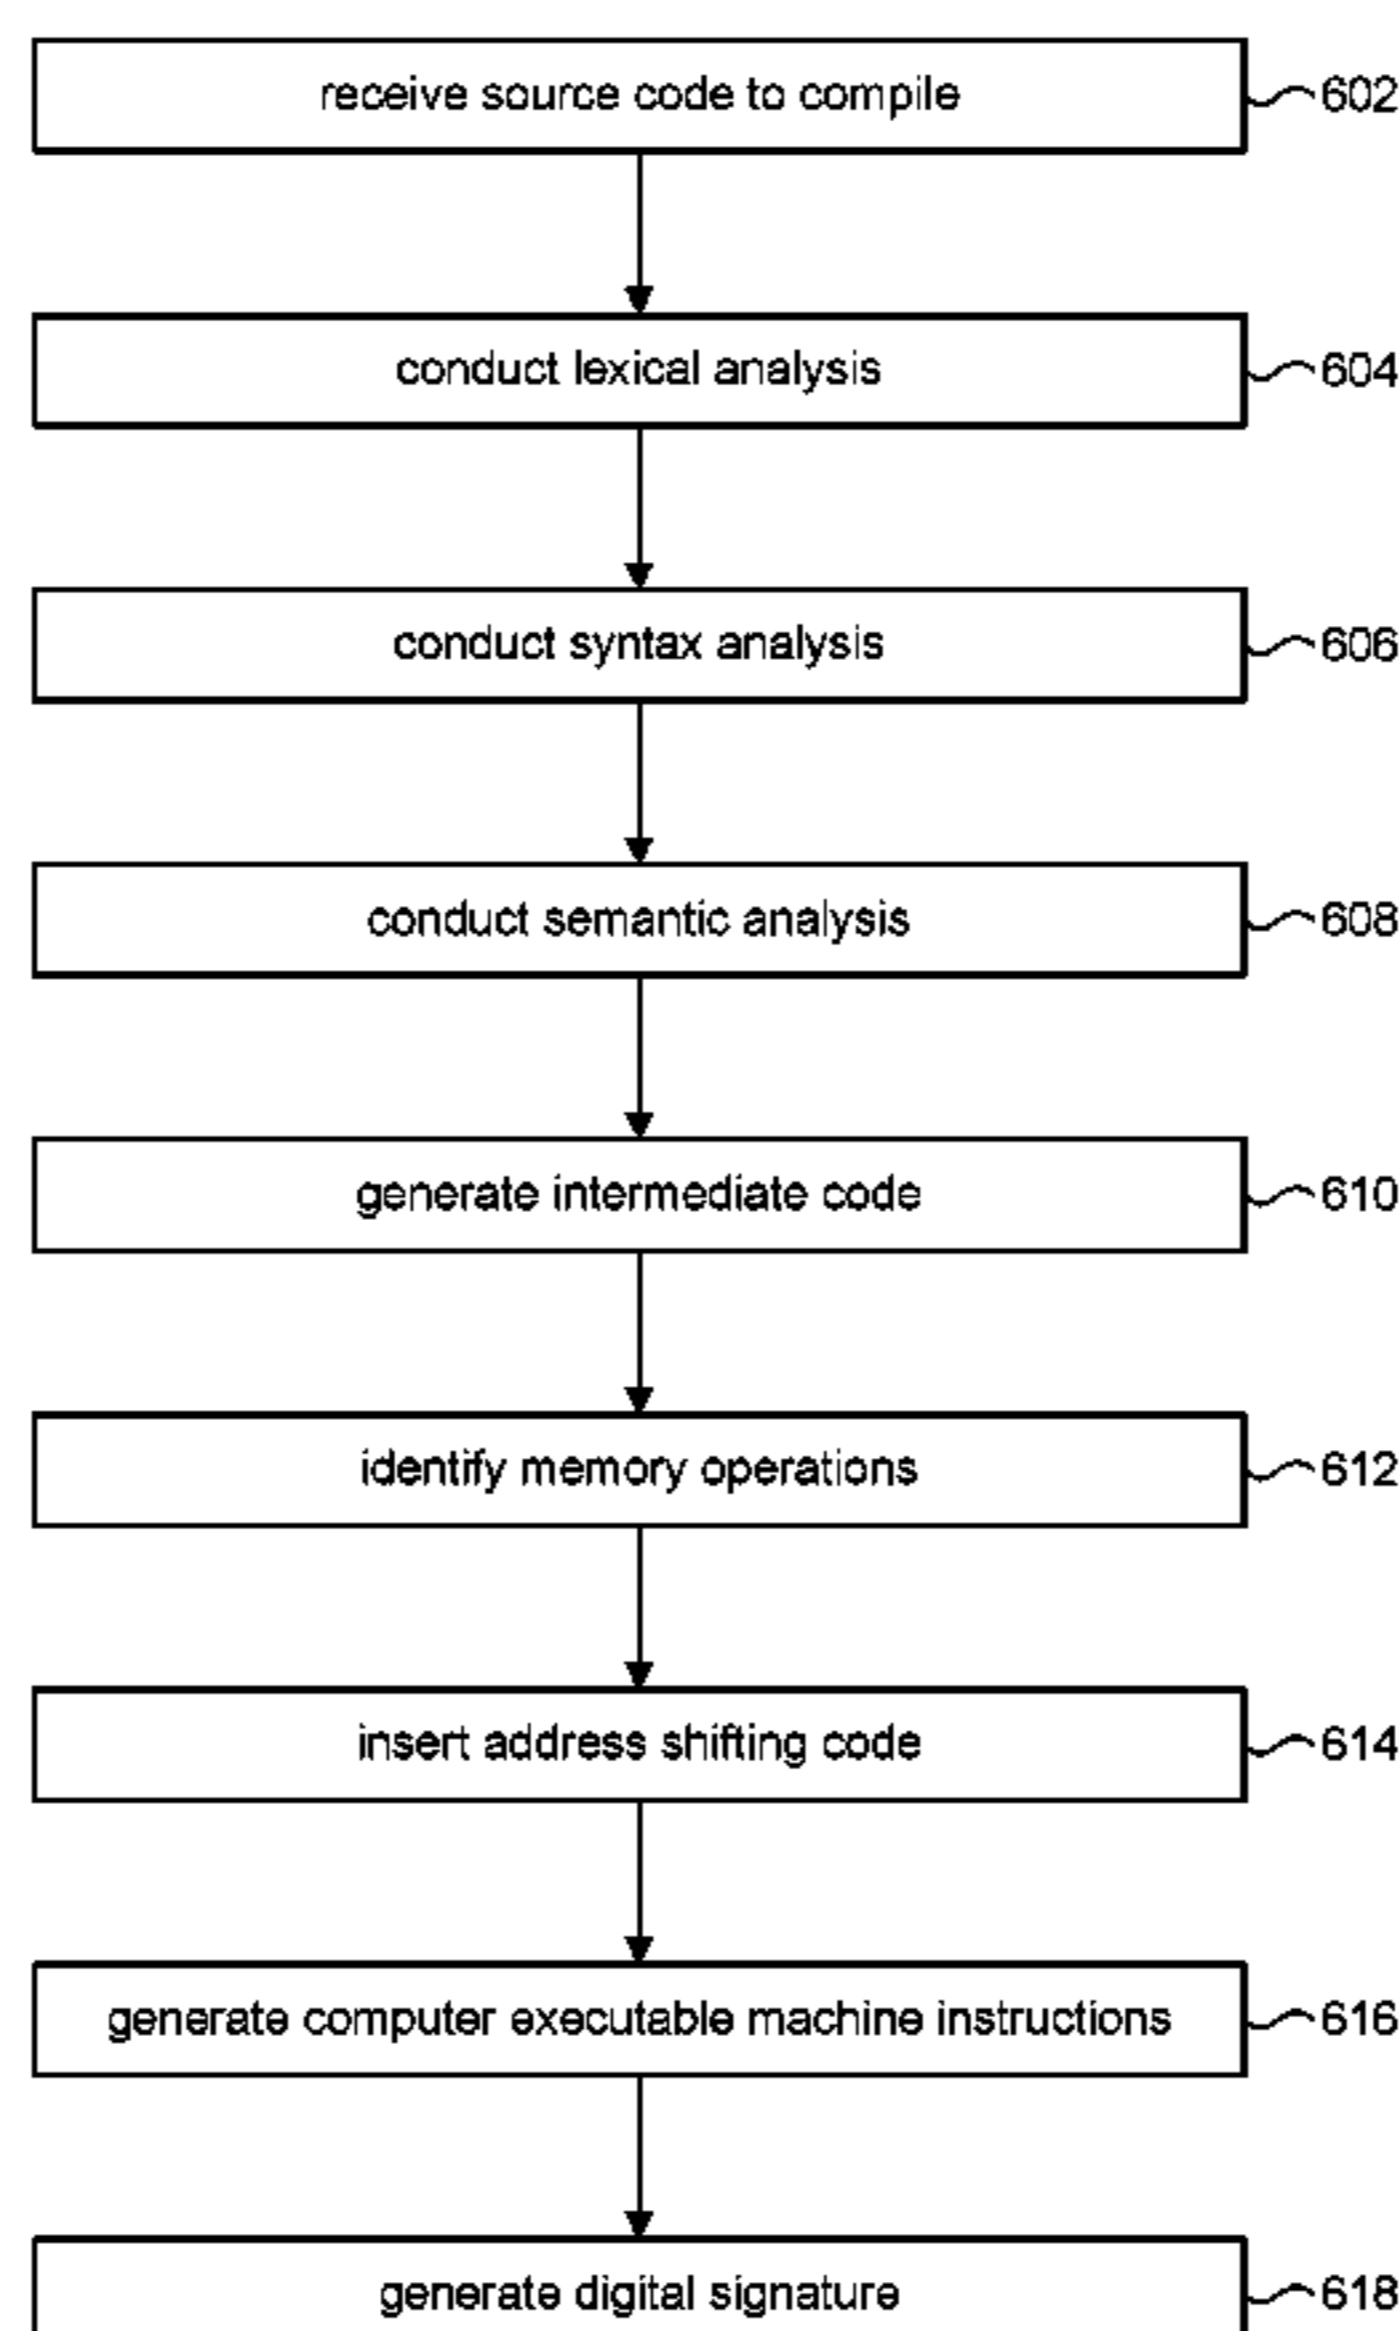 receive source code to compile 602
conduct lexical analysis 604
conduct syntax analysis 606
conduct semantic analysis 608
generate intermediate code 610
identify memory operations 612
insert address shifting code 614
generate computer executable machine instructions 616
generate digital signature 618